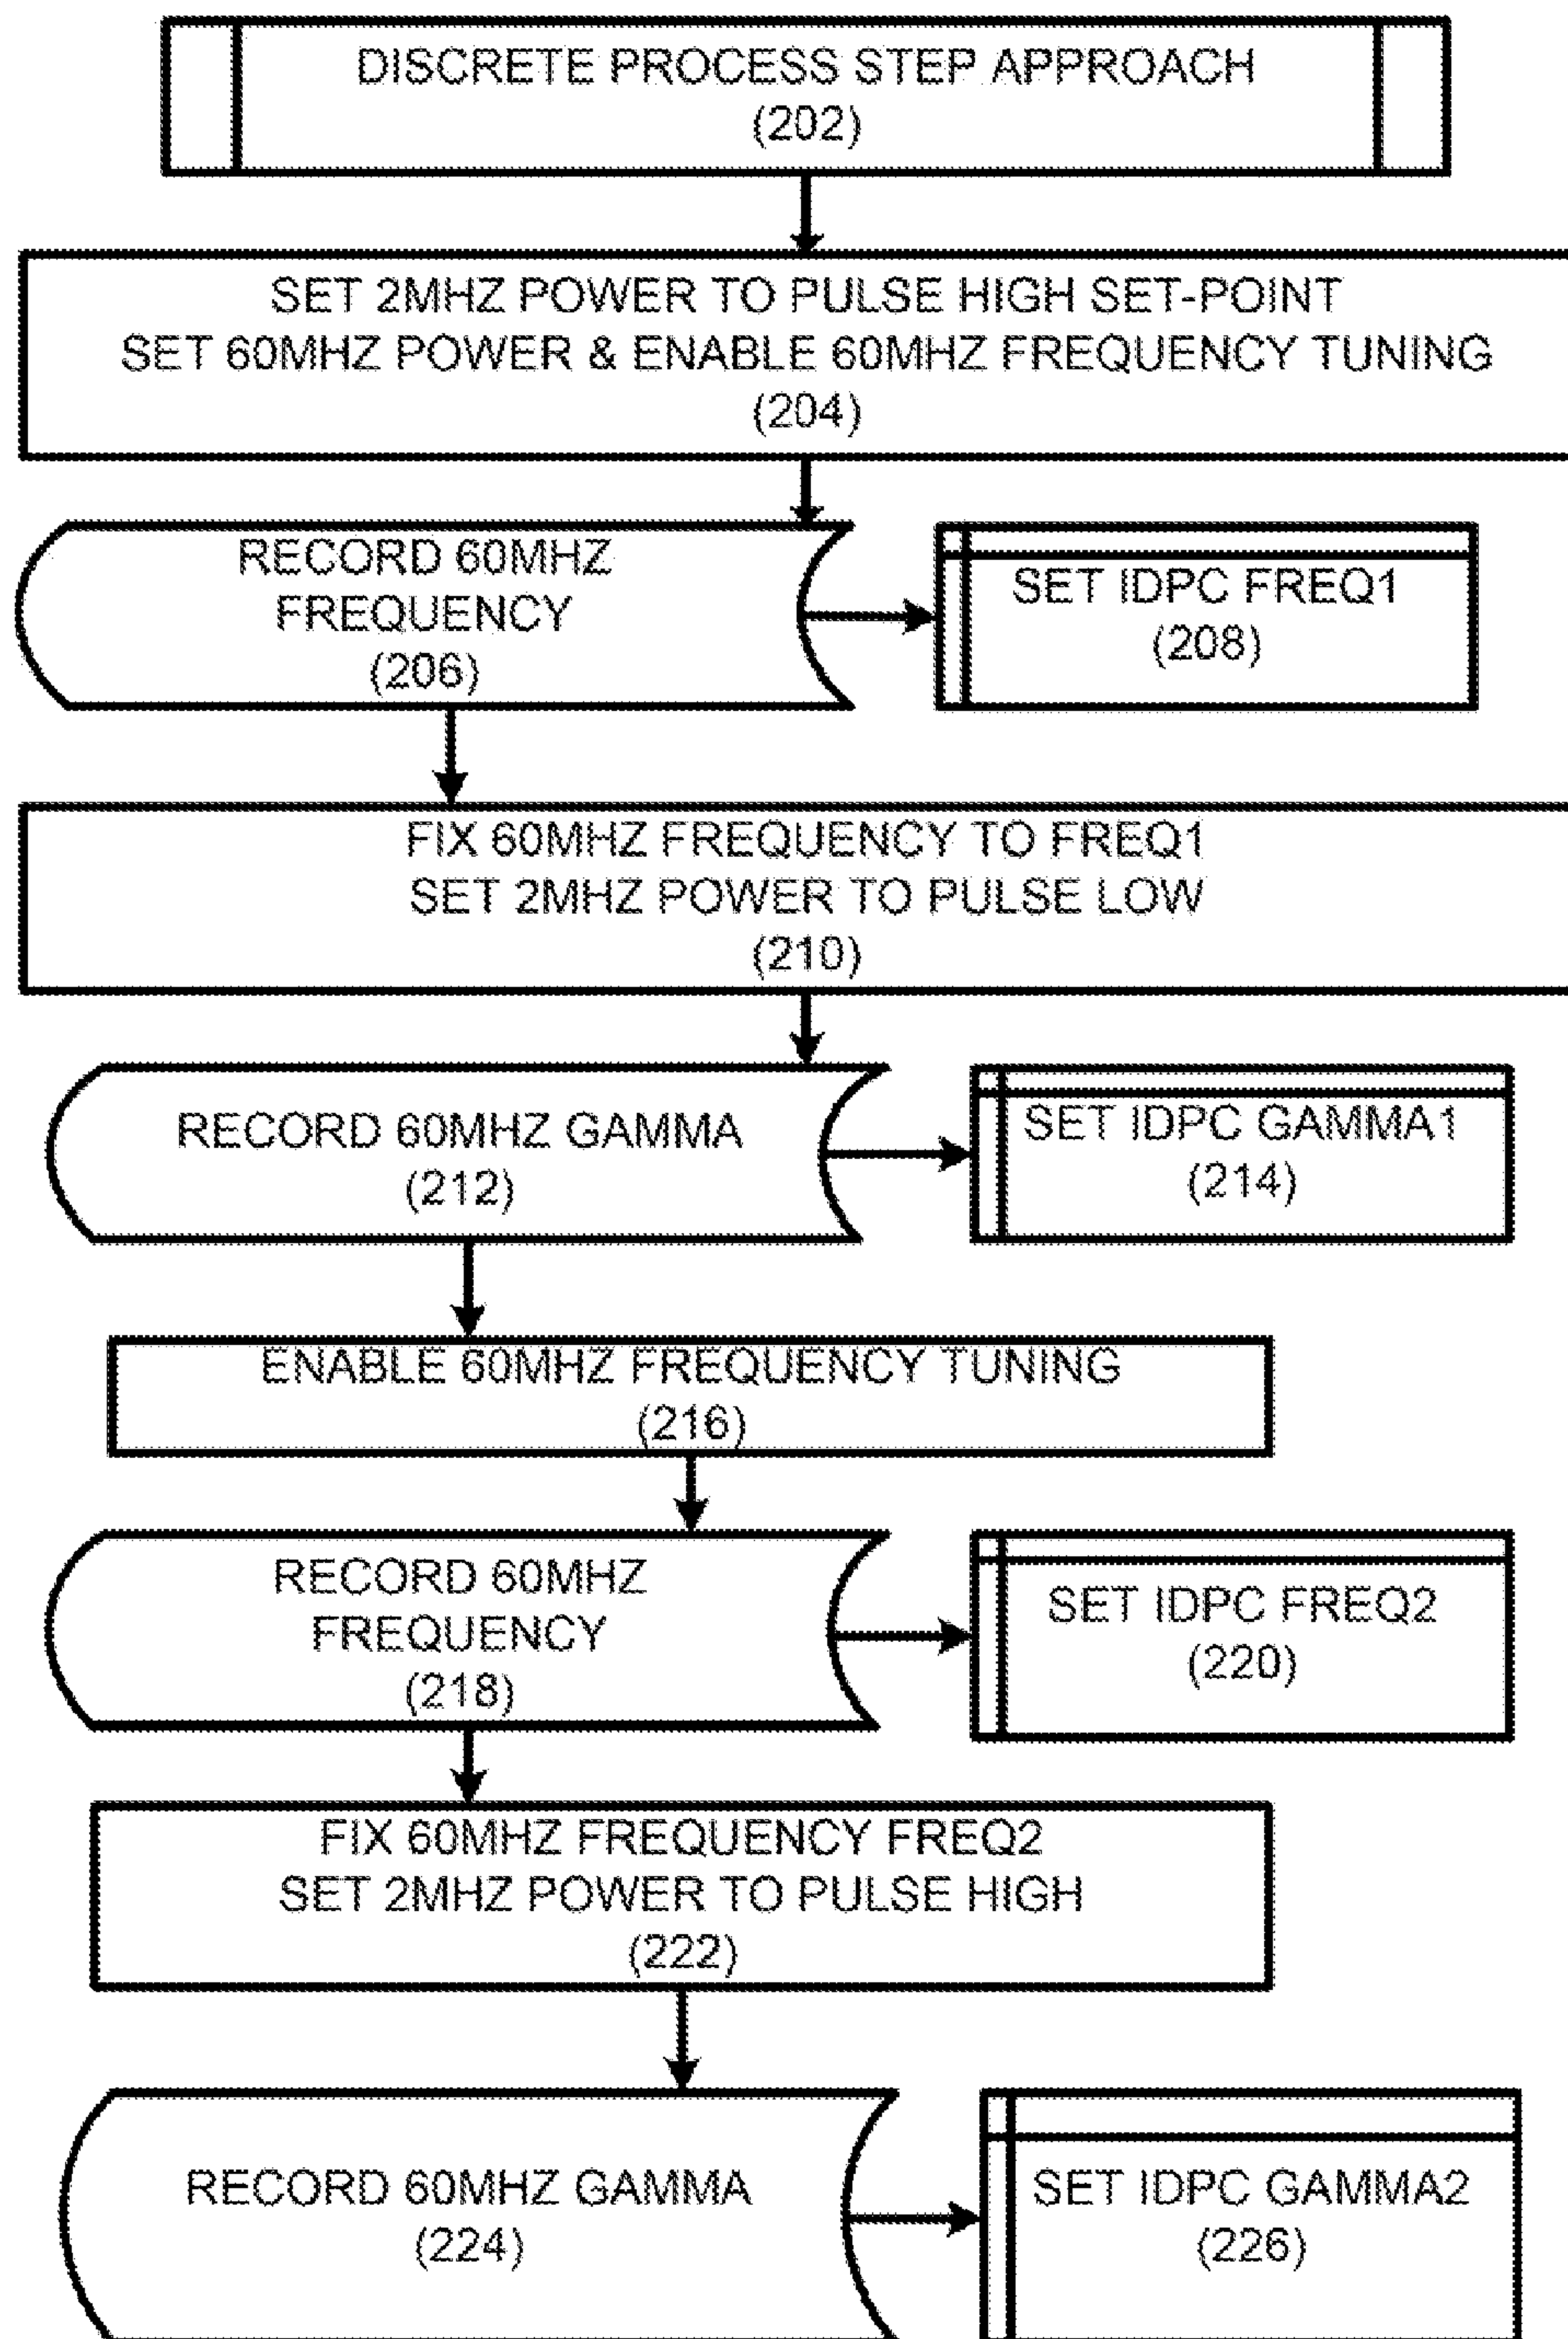 DISCRETE PROCESS STEP APPROACH
(202)
SET 2MHZ POWER TO PULSE HIGH SET-POINT
SET 60MHZ POWER & ENABLE 60MHZ FREQUENCY TUNING
(204)
RECORD 60MHZ
FREQUENCY
(206)
SET IDPC FREQ1
(208)
FIX 60MHZ FREQUENCY TO FREQ1
SET 2MHZ POWER TO PULSE LOW
(210)
RECORD 60MHZ GAMMA
(212)
SET IDPC GAMMA1
(214)
ENABLE 60MHZ FREQUENCY TUNING
(216)
RECORD 60MHZ
FREQUENCY
(218)
SET IDPC FREQ2
(220)
FIX 60MHZ FREQUENCY FREQ2
SET 2MHZ POWER TO PULSE HIGH
(222)
RECORD 60MHZ GAMMA
(224)
SET IDPC GAMMA2
(226)